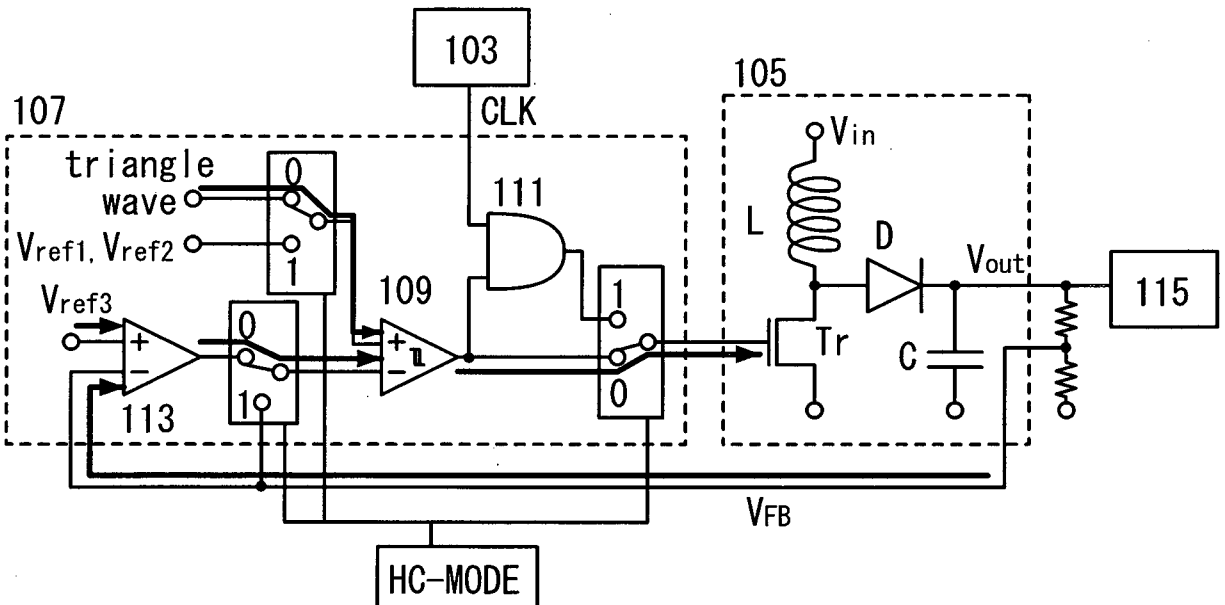 103
105
107
CLK
Vin
triangle
wave
0
111
L
D
Vref1, Vref2
1
Vout
115
Vref3
109
1
0
+
+
Tr
C
−
−
0
1
113
VFB
HC-MODE